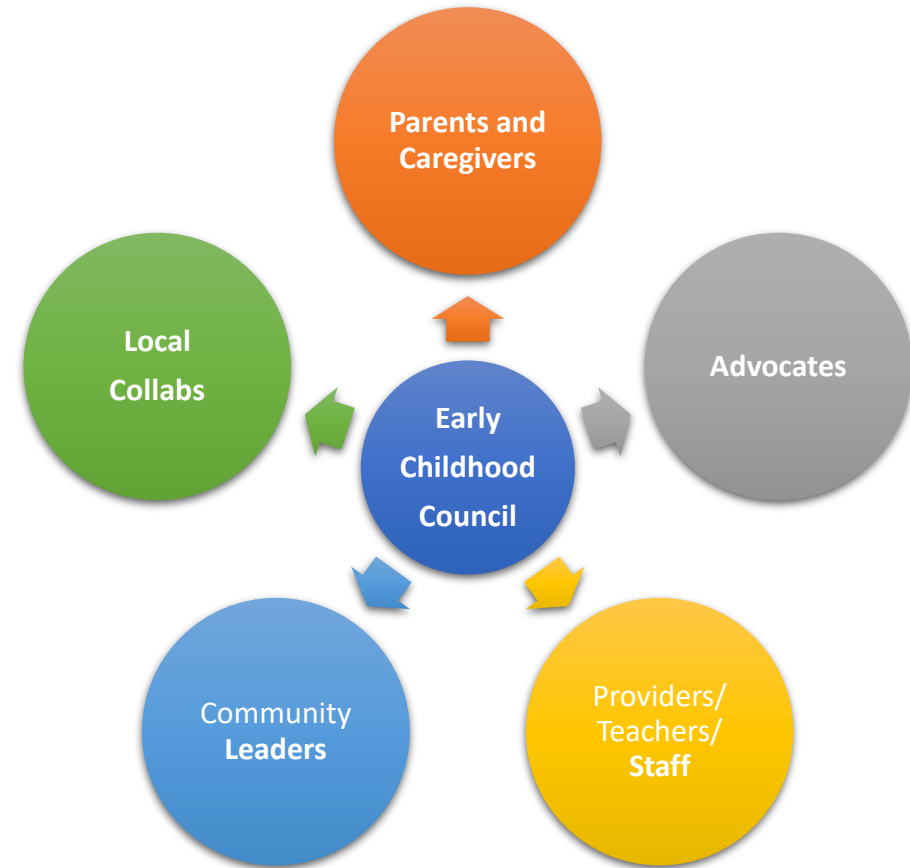 Parents and
Caregivers
Local
Collabs
Advocates
Early
Childhood
Council
Community
Leaders
Providers/
Teachers/
Staff